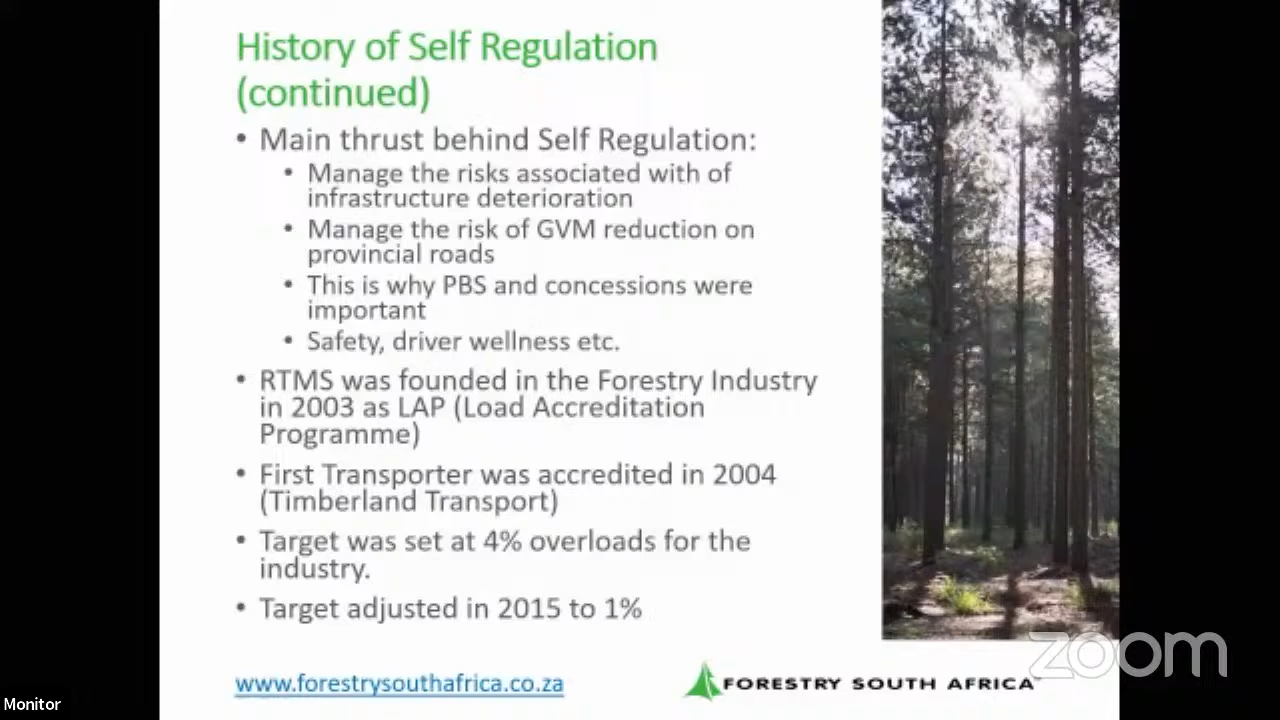 History of Self Regulation
(continued)
• Main thrust behind Self Regulation:
• Manage the risks associated with of
infrastructure deterioration
• Manage the risk of GVM reduction on
provincial roads
• This is why PBS and concessions were
important
• Safety, driver wellness etc.
• RTMS was founded in the Forestry Industry
in 2003 as LAP (Load Accreditation
Programme)
• First Transporter was accredited in 2004
(Timberland Transport)
• Target was set at 4% overloads for the
industry.
• Target adjusted in 2015 to 1%
www.forestrysouthafrica.co.za
FORESTRY SOUTH AFRICA
zoom
Monitor